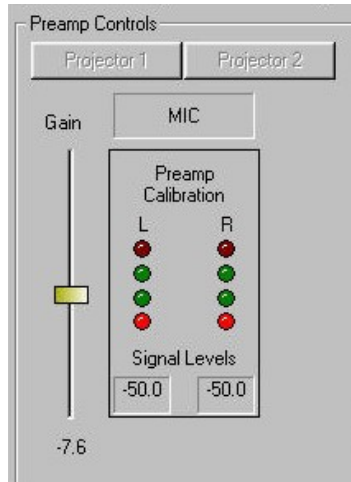 Preamp Controls
Projector 1 Projector 2
MIC
Gain
Preamp
Calibration
L R
Signal Levels
-50.0 -50.0
-7.6